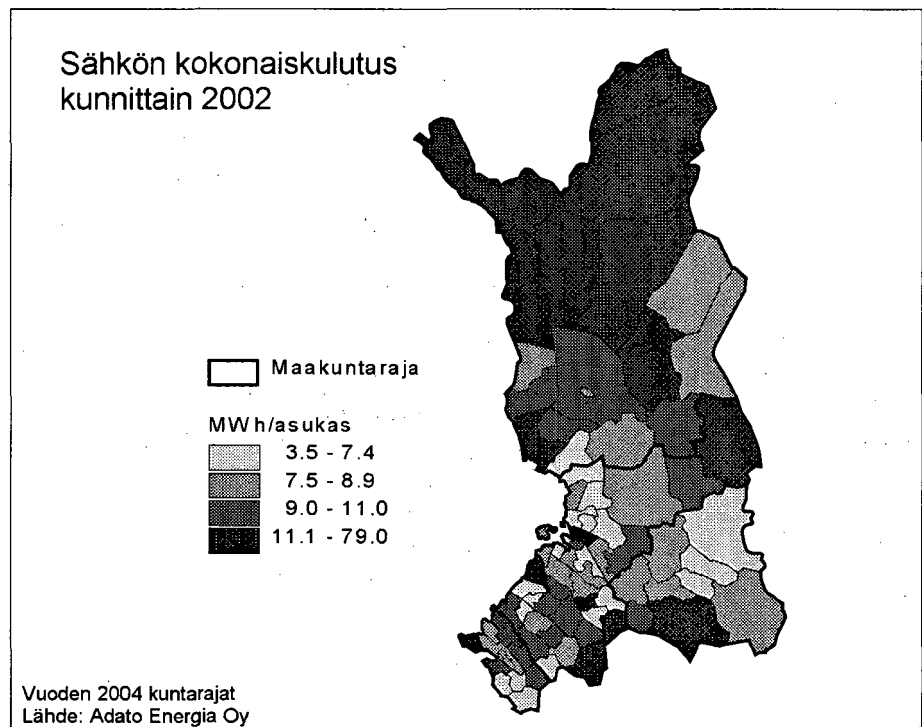 Sähkön kokonaiskulutus
kunnittain 2002
Maakuntaraja
MWh/asukas
3.5 - 7.4
7.5 - 8.9
9.0 - 11.0
11.1 - 79.0
Vuoden 2004 kuntarajat
Lähde: Adato Energia Oy